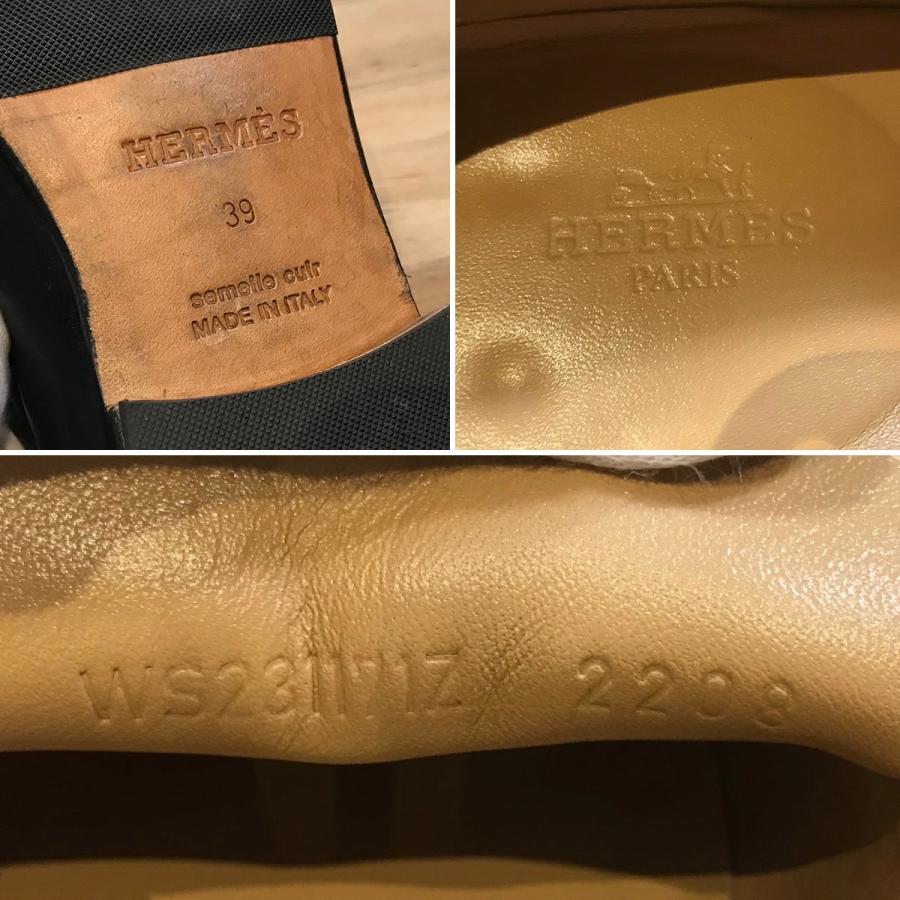 HERMÈS
39
semelle cuir
MADE IN ITALY
HERMES
PARIS
WS231171Z 2208